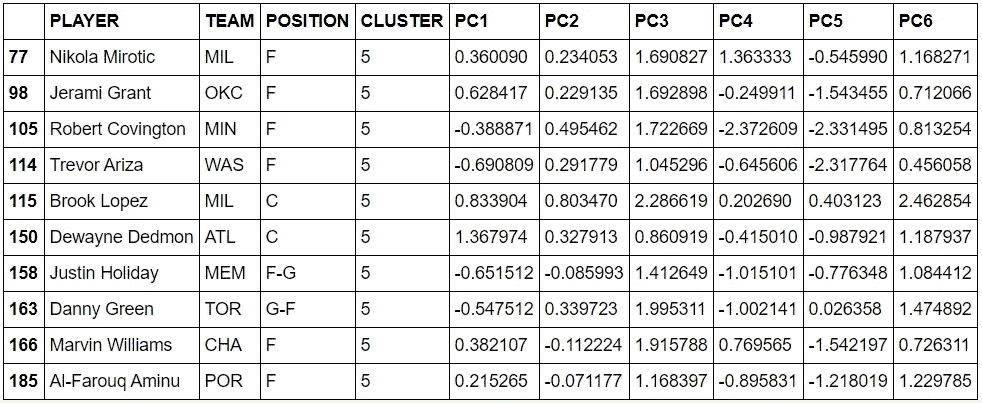 PLAYER TEAM POSITION CLUSTER PC1 PC2 PC3 PC4 PC5 PC6
77 Nikola Mirotic MIL F 5 0.360090 0.234053 1.690827 1.363333 -0.545990 1.168271
98 Jerami Grant OKC F 5 0.628417 0.229135 1.692898 -0.249911 -1.543455 0.712066
105 Robert Covington MIN F 5 -0.388871 0.495462 1.722669 -2.372609 -2.331495 0.813254
114 Trevor Ariza WAS F 5 -0.690809 0.291779 1.045296 -0.645606 -2.317764 0.456058
115 Brook Lopez MIL C 5 0.833904 0.803470 2.286619 0.202690 0.403123 2.462854
150 Dewayne Dedmon ATL C 5 1.367974 0.327913 0.860919 -0.415010 -0.987921 1.187937
158 Justin Holiday MEM F-G 5 -0.651512 -0.085993 1.412649 -1.015101 -0.776348 1.084412
163 Danny Green TOR G-F 5 -0.547512 0.339723 1.995311 -1.002141 0.026358 1.474892
166 Marvin Williams CHA F 5 0.382107 -0.112224 1.915788 0.769565 -1.542197 0.726311
185 Al-Farouq Aminu POR F 5 0.215265 -0.071177 1.168397 -0.895831 -1.218019 1.229785